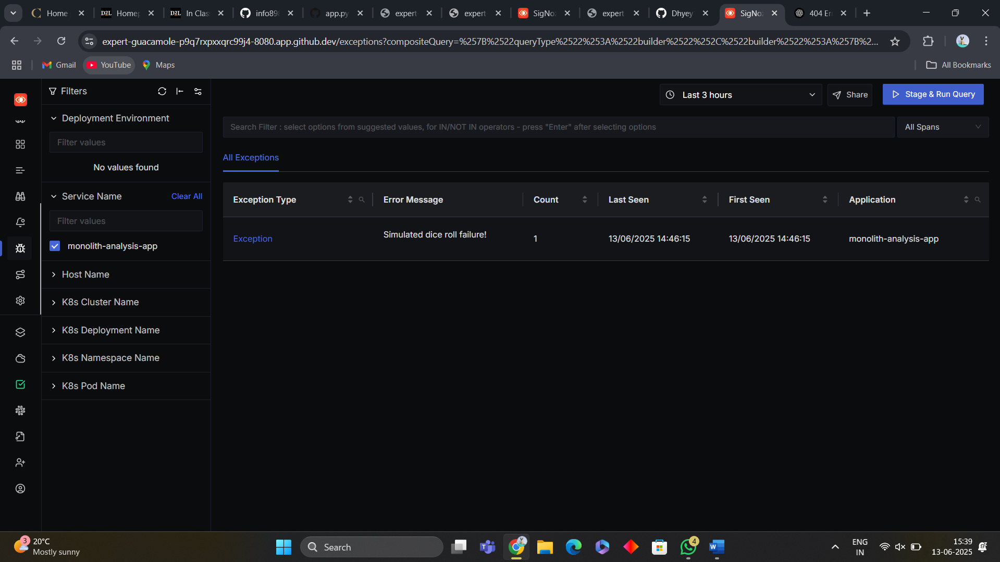 Home
Home
In Clas
info898
app.py
expert
expert
SigNoz
expert
Dhyey
SigNoz
404 Er
expert-guacamole-p9q7rxpxxqrc99j4-8080.app.github.dev/exceptions?compositeQuery=%257B%2522queryType%2522%253A%2522builder%2522%252C%2522builder%2522%253A%257B%2...
Gmail
YouTube
Maps
All Bookmarks
Filters
Last 3 hours
Share
Stage & Run Query
Deployment Environment
Filter values
No values found
Search Filter : select options from suggested values, for IN/NOT IN operators - press "Enter" after selecting options
All Spans
All Exceptions
Service Name
Clear All
Filter values
monolith-analysis-app
Exception Type
Error Message
Count
Last Seen
First Seen
Application
Exception
Simulated dice roll failure!
1
13/06/2025 14:46:15
13/06/2025 14:46:15
monolith-analysis-app
Host Name
K8s Cluster Name
K8s Deployment Name
K8s Namespace Name
K8s Pod Name
3
20°C
Mostly sunny
Search
4
ENG
IN
15:39
13-06-2025